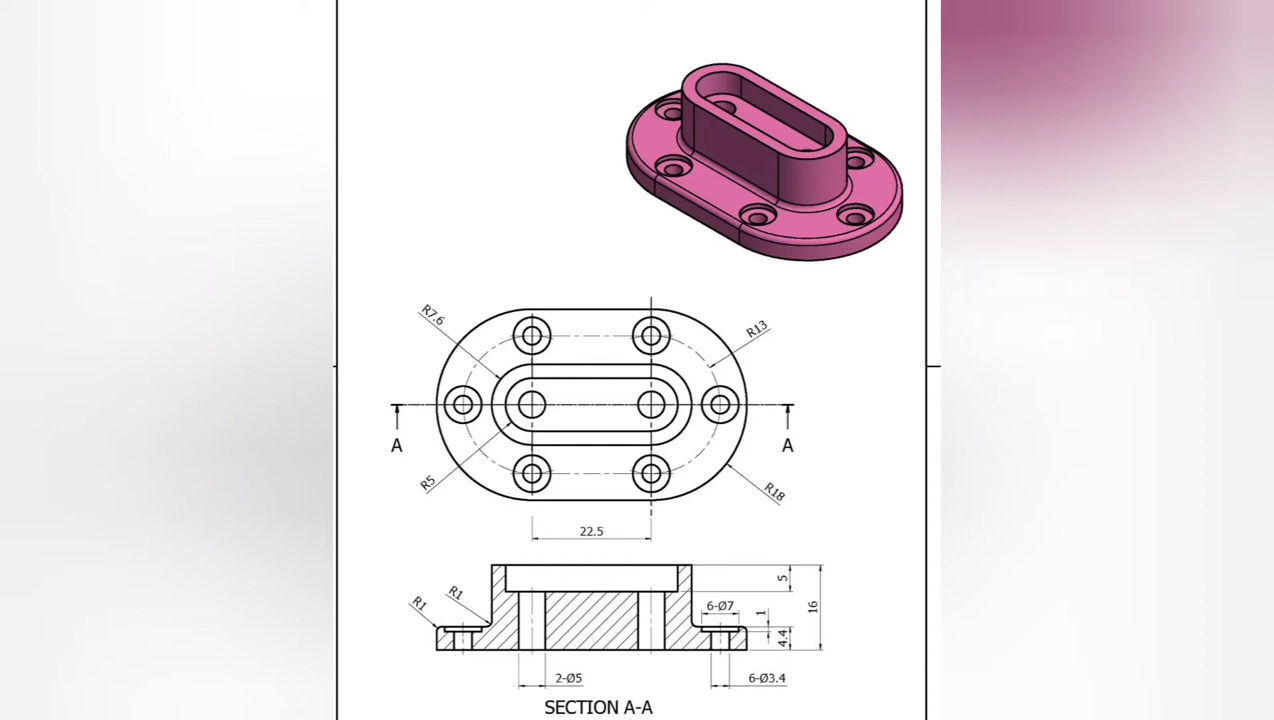 R7.6
R13
A
A
R5
R18
22.5
R1
R1
5
6-Ø7
1
16
4.4
2-Ø5
6-Ø3.4
SECTION A-A